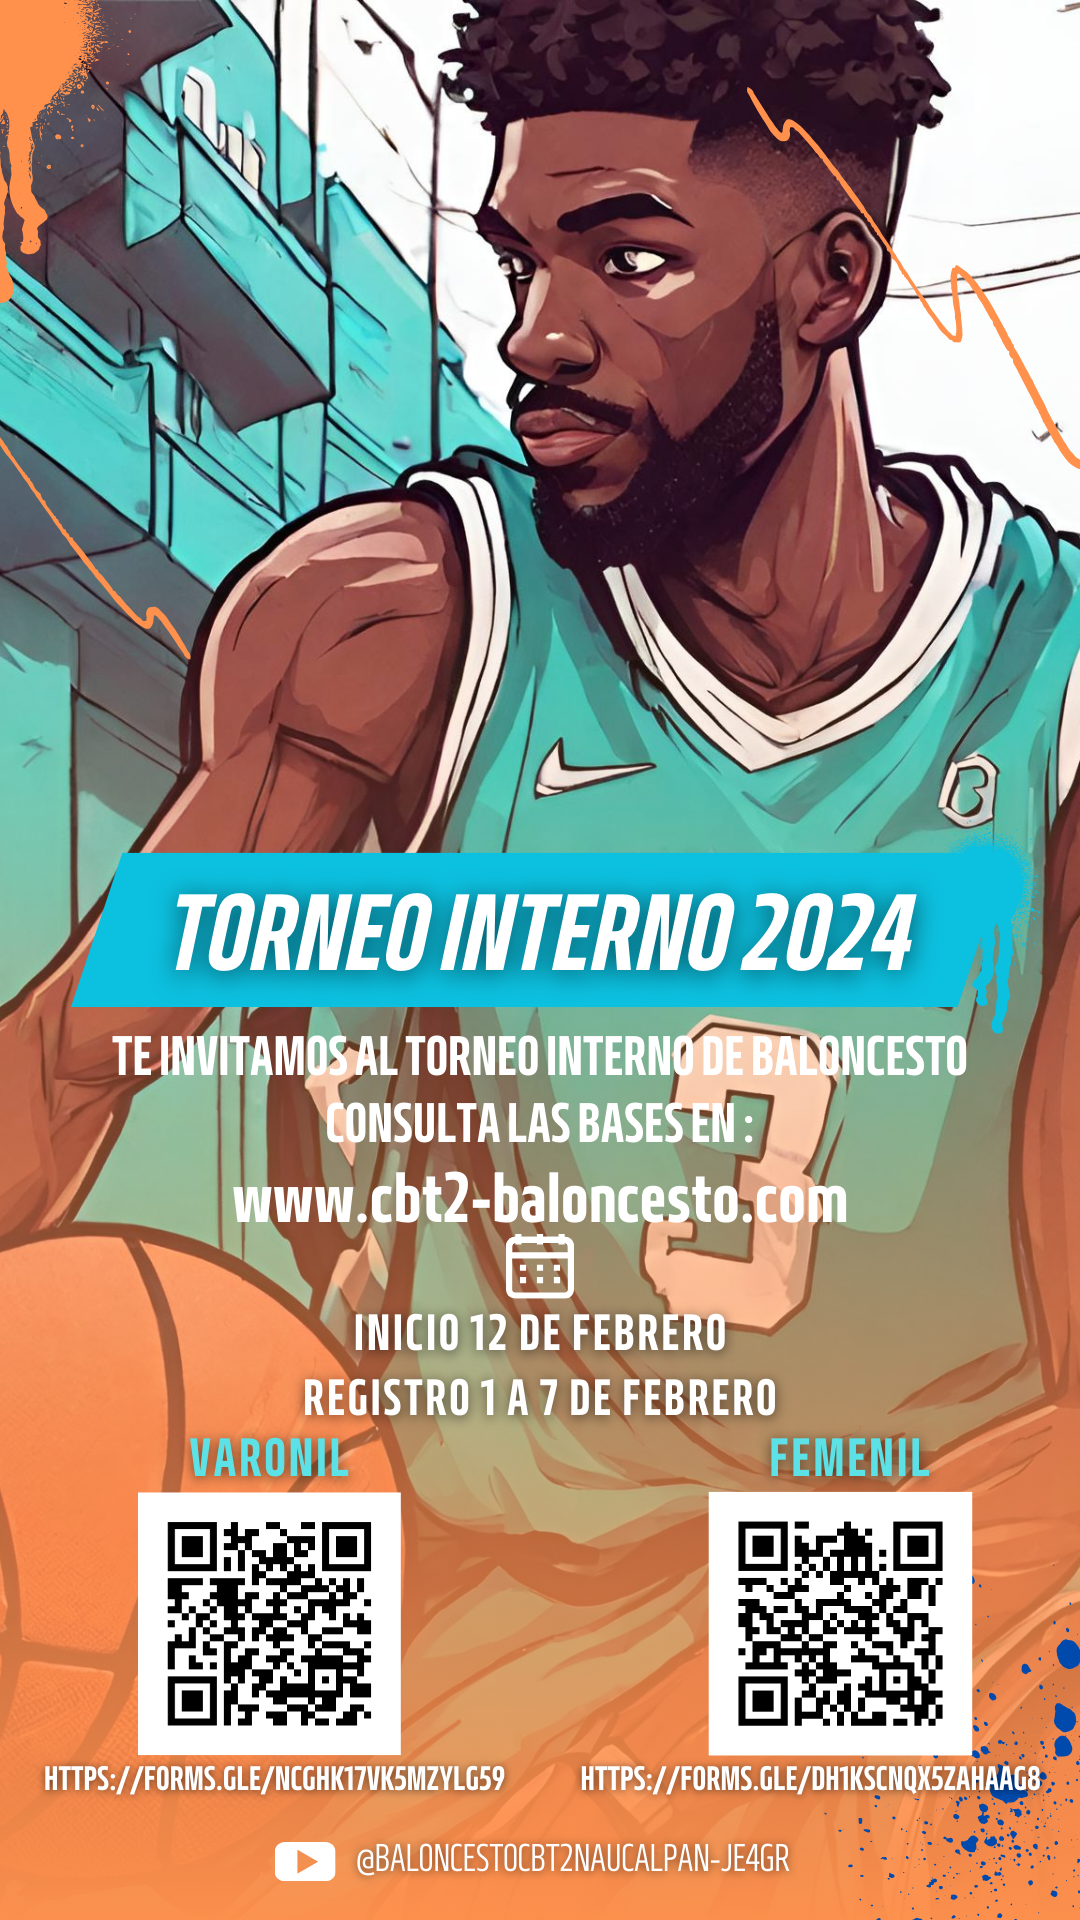 TORNEO INTERNO 2024
TE INVITAMOS AL TORNEO INTERNO DE BALONCESTO
CONSULTA LAS BASES EN :
www.cbt2-baloncesto.com
3
INICIO 12 DE FEBRERO
REGISTRO 1 A 7 DE FEBRERO
VARONIL
FEMENIL
HTTPS://FORMS.GLE/NCGHK17VK5MZYLG59
HTTPS://FORMS.GLE/DH1KSCNQX5ZAHAAG8
@BALONCESTOCBT2NAUCALPAN-JE4GR